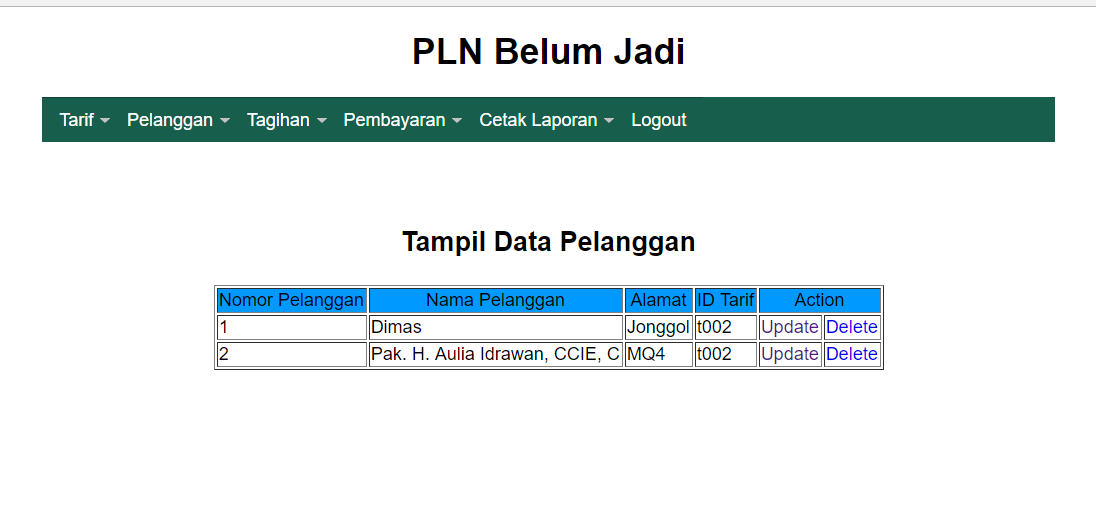 PLN Belum Jadi
Tarif Pelanggan Tagihan Pembayaran Cetak Laporan Logout
Tampil Data Pelanggan
Nomor Pelanggan Nama Pelanggan Alamat ID Tarif Action
1 Dimas Jonggol t002 Update Delete
2 Pak. H. Aulia Idrawan, CCIE, C MQ4 t002 Update Delete